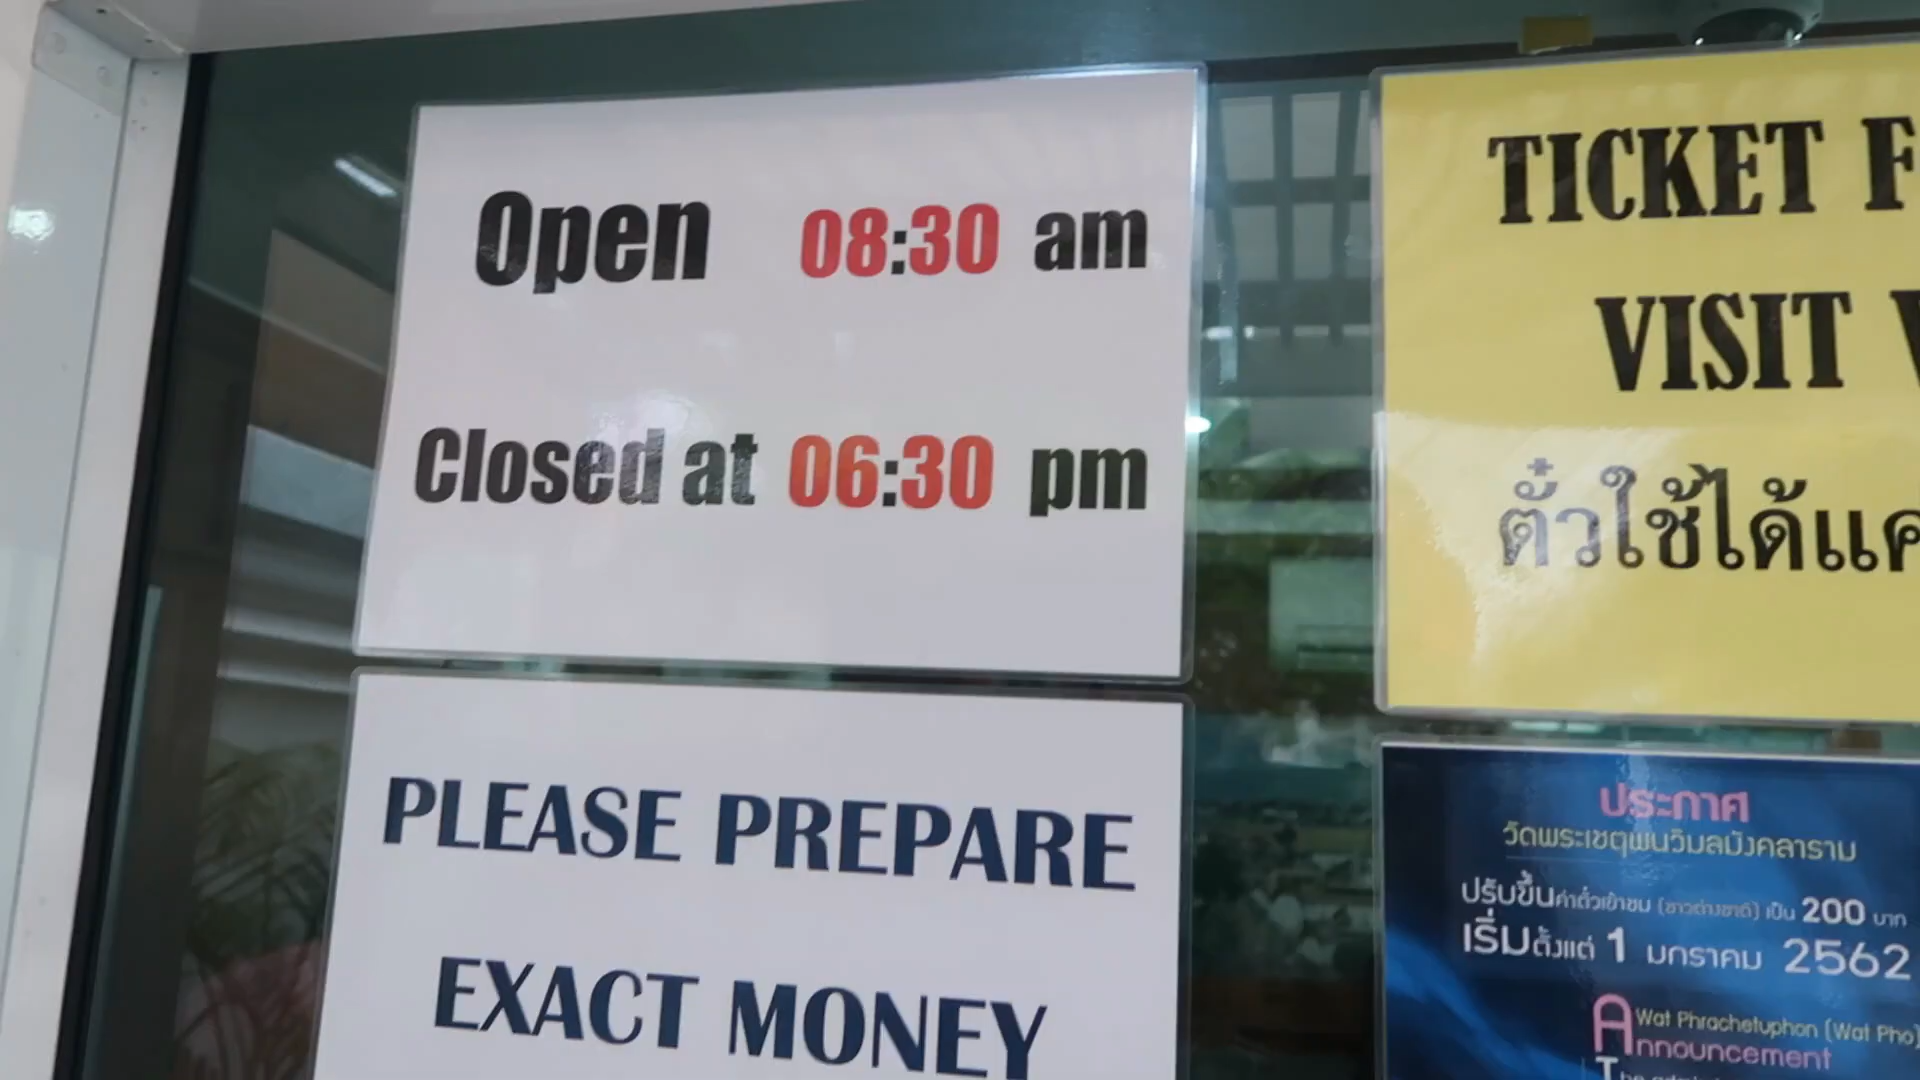 Open 08:30 am
Closed at 06:30 pm
PLEASE PREPARE
EXACT MONEY
TICKET
VISIT
ตั๋วใช้ได้
ประกาศ
วัดพระเชตุพนวิมลมังคลาราม
ปรับขึ้นค่าตั๋วเข้าชม (ชาวต่างชาติ) เป็น 200 บาท
เริ่มตั้งแต่ 1 มกราคม 2562
Wat Phrachetuphon (Wat Pho)
Announcement
The